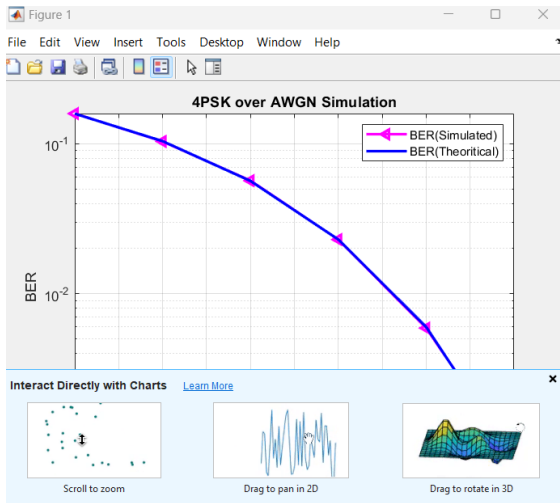 Figure 1
File Edit View Insert Tools Desktop Window Help
4PSK over AWGN Simulation
BER(Simulated)
BER(Theoritical)
10-1
BER
10-2
Interact Directly with Charts Learn More
Scroll to zoom Drag to pan in 2D Drag to rotate in 3D